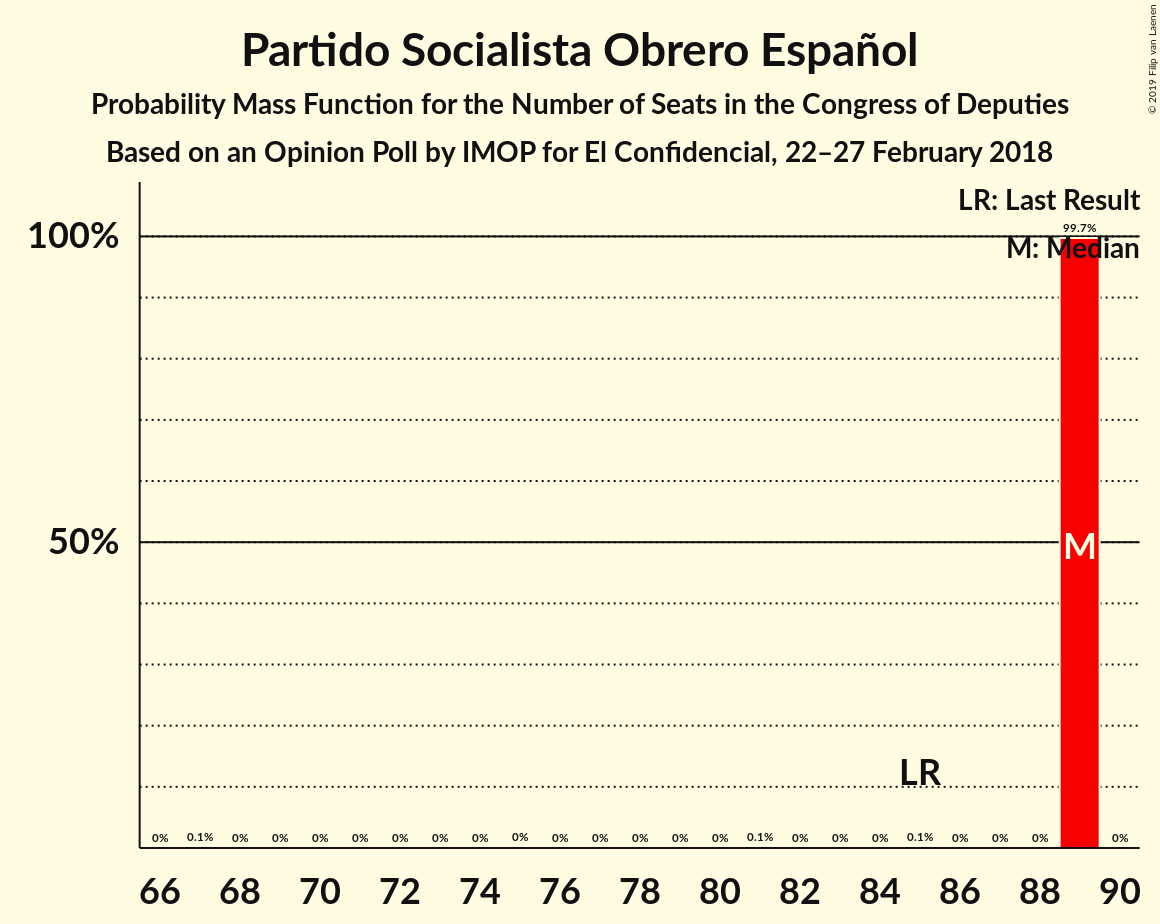 Partido Socialista Obrero Español
Probability Mass Function for the Number of Seats in the Congress of Deputies
Based on an Opinion Poll by IMOP for El Confidencial, 22–27 February 2018
© 2019 Filip van Laenen
LR: Last Result
M: Median
100%
99.7%
50%
M
LR
0% 0.1% 0% 0% 0% 0% 0% 0% 0% 0% 0% 0% 0% 0% 0% 0.1% 0% 0% 0% 0.1% 0% 0% 0% 0%
66 68 70 72 74 76 78 80 82 84 86 88 90